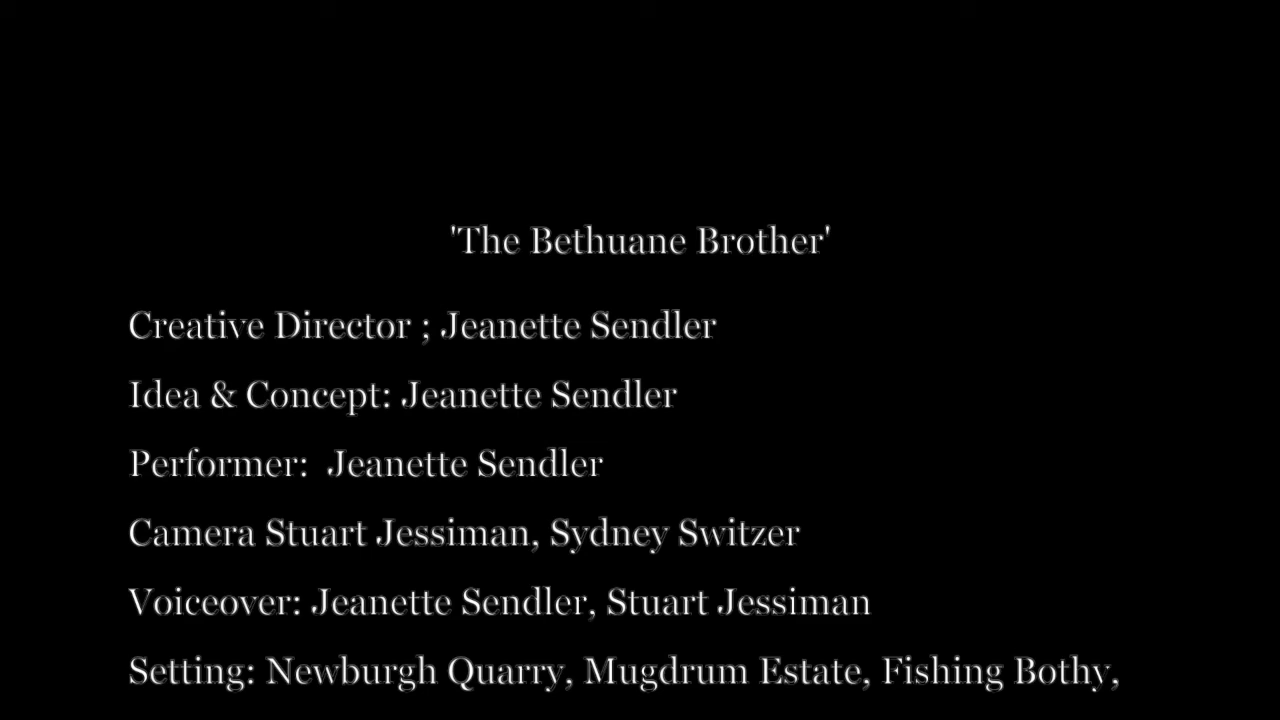 'The Bethuane Brother'
Creative Director ; Jeanette Sendler
Idea & Concept: Jeanette Sendler
Performer:  Jeanette Sendler
Camera Stuart Jessiman, Sydney Switzer
Voiceover: Jeanette Sendler, Stuart Jessiman
Setting: Newburgh Quarry, Mugdrum Estate, Fishing Bothy,